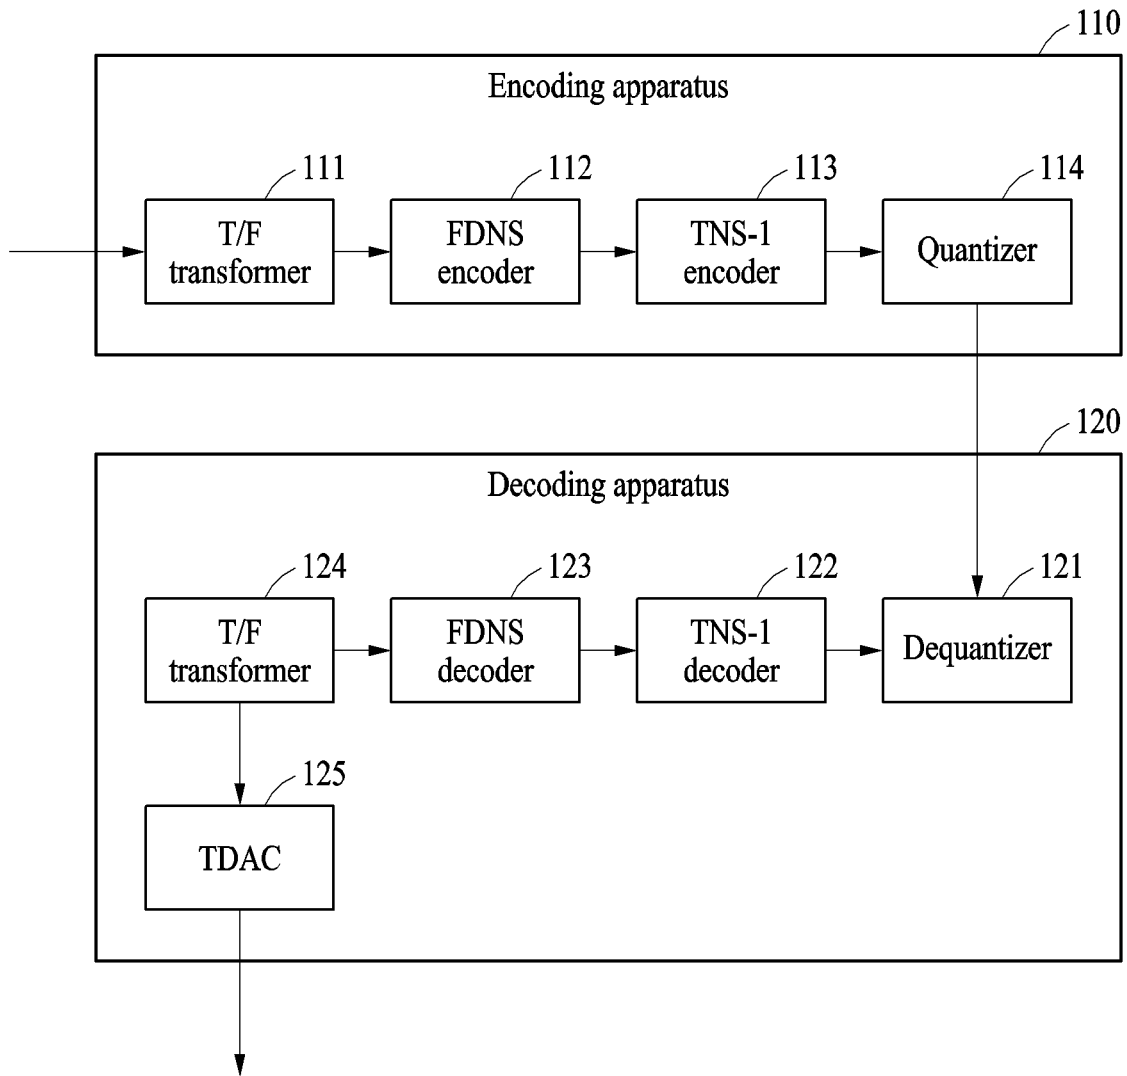 110
Encoding apparatus
111
112
113
114
T/F
transformer
FDNS
encoder
TNS-1
encoder
Quantizer
120
Decoding apparatus
124
123
122
121
T/F
transformer
FDNS
decoder
TNS-1
decoder
Dequantizer
125
TDAC